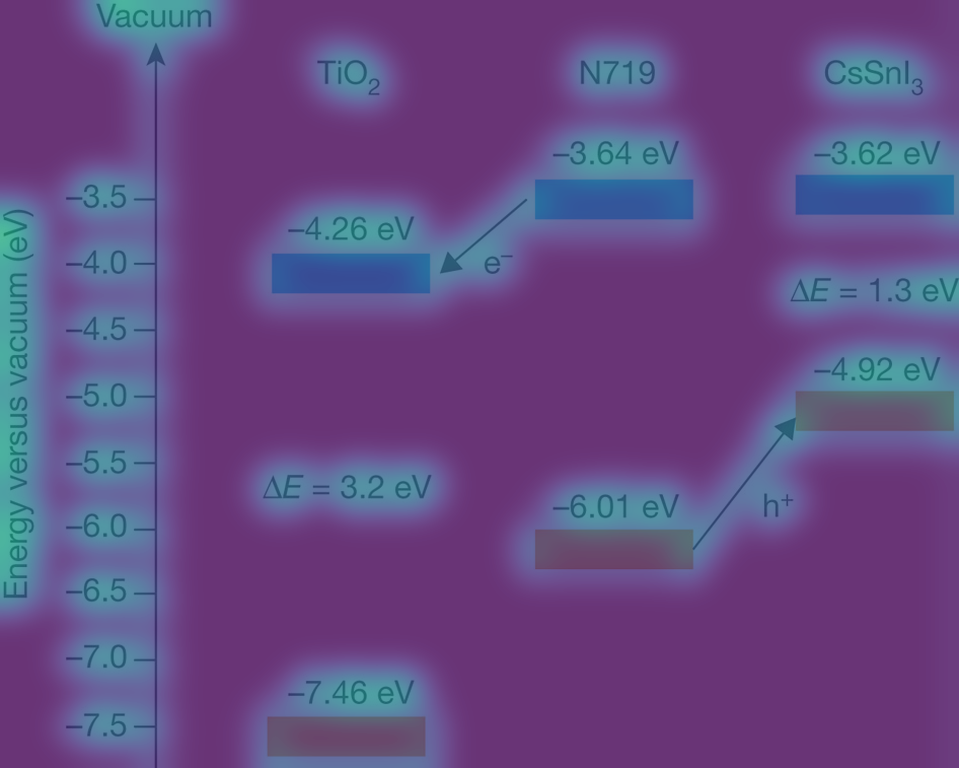 Vacuum
TiO₂
N719
CsSnI₃
−3.64 eV
−3.62 eV
−3.5
−4.26 eV
−4.0
e⁻
ΔE = 1.3 eV
−4.5
−4.92 eV
−5.0
−5.5
ΔE = 3.2 eV
−6.01 eV
h⁺
−6.0
−6.5
−7.0
−7.46 eV
−7.5
Energy versus vacuum (eV)